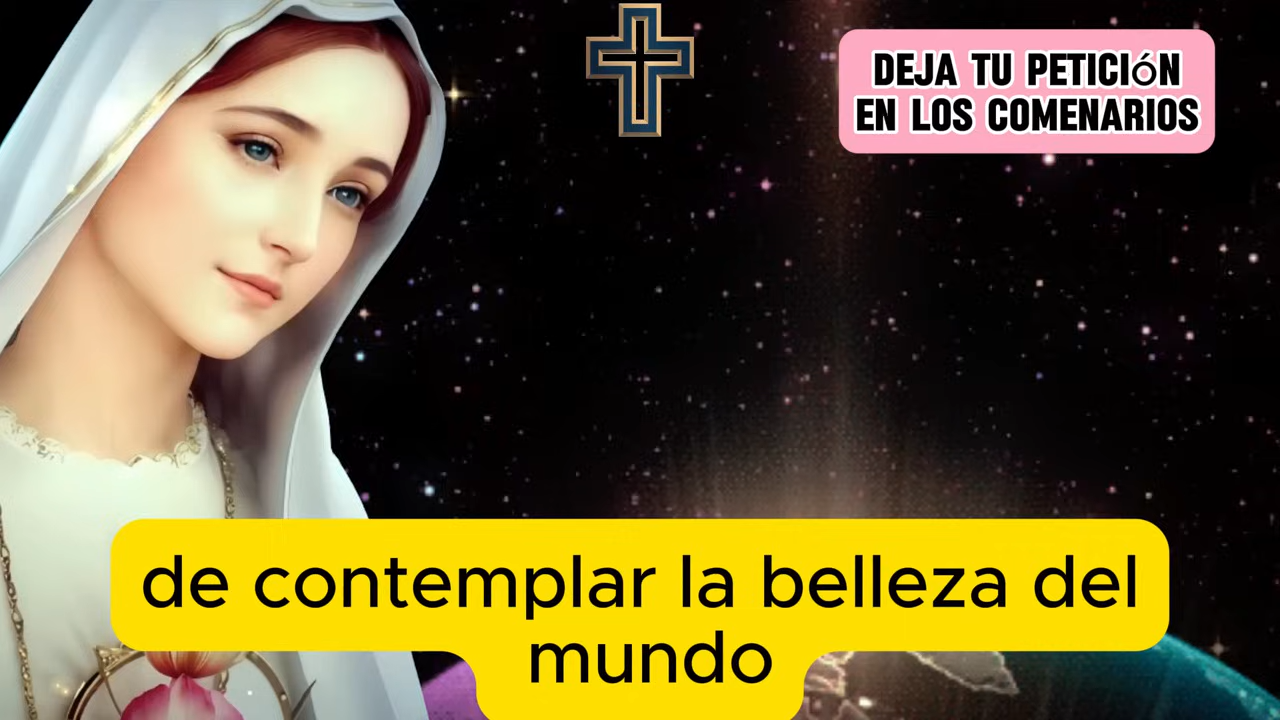 DEJA TU PETICIóN
EN LOS COMENARIOS
de contemplar la belleza del
mundo